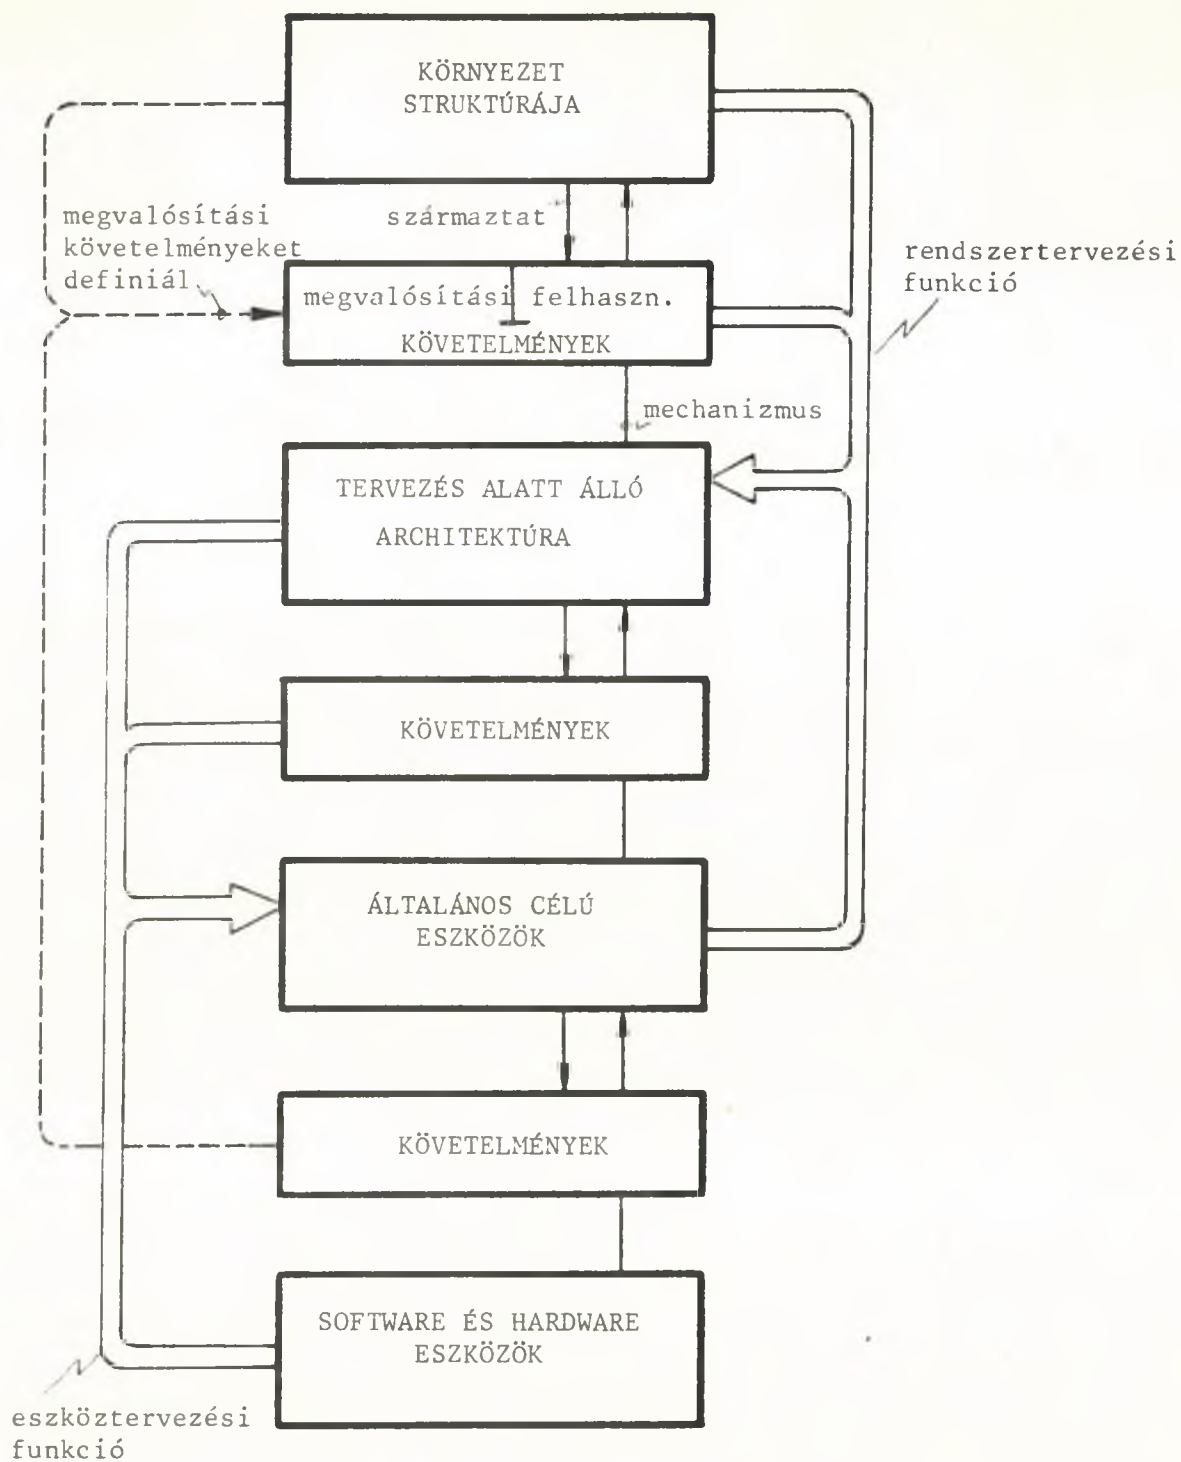 KÖRNYEZET
STRUKTÚRÁJA
megvalósítási
követelményeket
definiál
származtat
rendszertervezési
funkció
megvalósítási felhaszn.
KÖVETELMÉNYEK
mechanizmus
TERVEZÉS ALATT ÁLLÓ
ARCHITEKTÚRA
KÖVETELMÉNYEK
ÁLTALÁNOS CÉLÚ
ESZKÖZÖK
KÖVETELMÉNYEK
SOFTWARE ÉS HARDWARE
ESZKÖZÖK
eszköztervezési
funkció